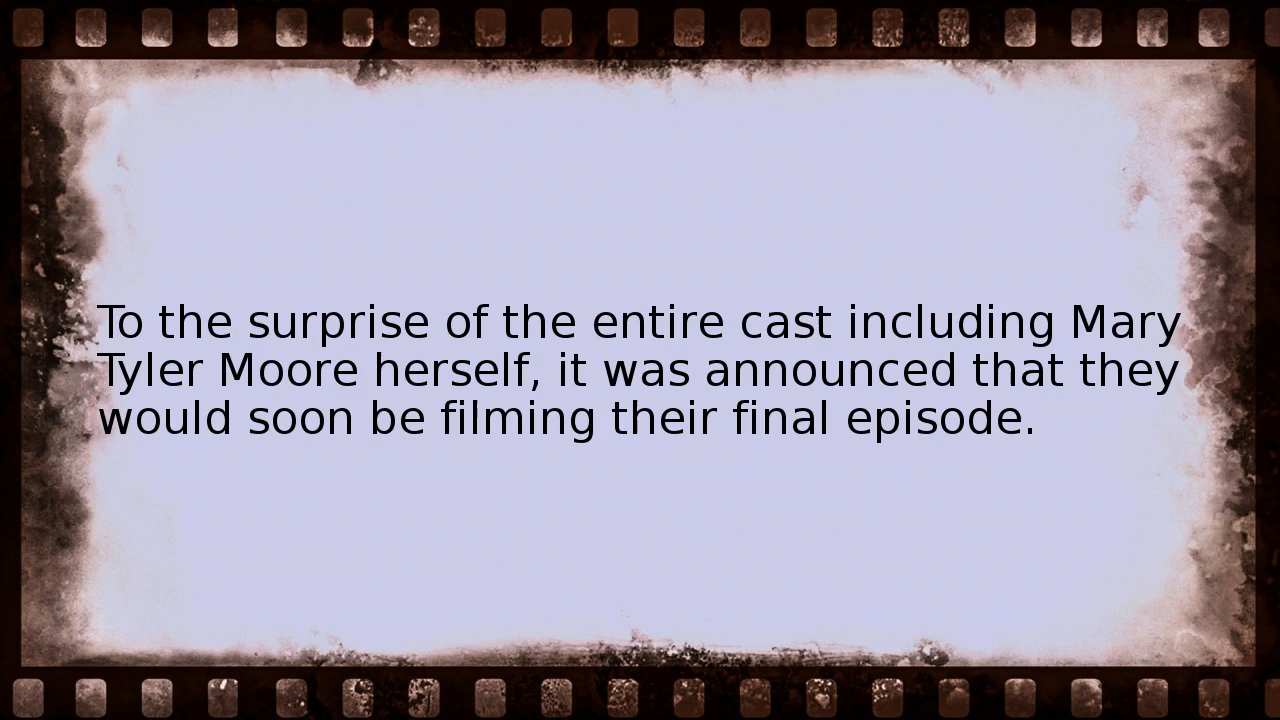 To the surprise of the entire cast including Mary
Tyler Moore herself, it was announced that they
would soon be filming their final episode.